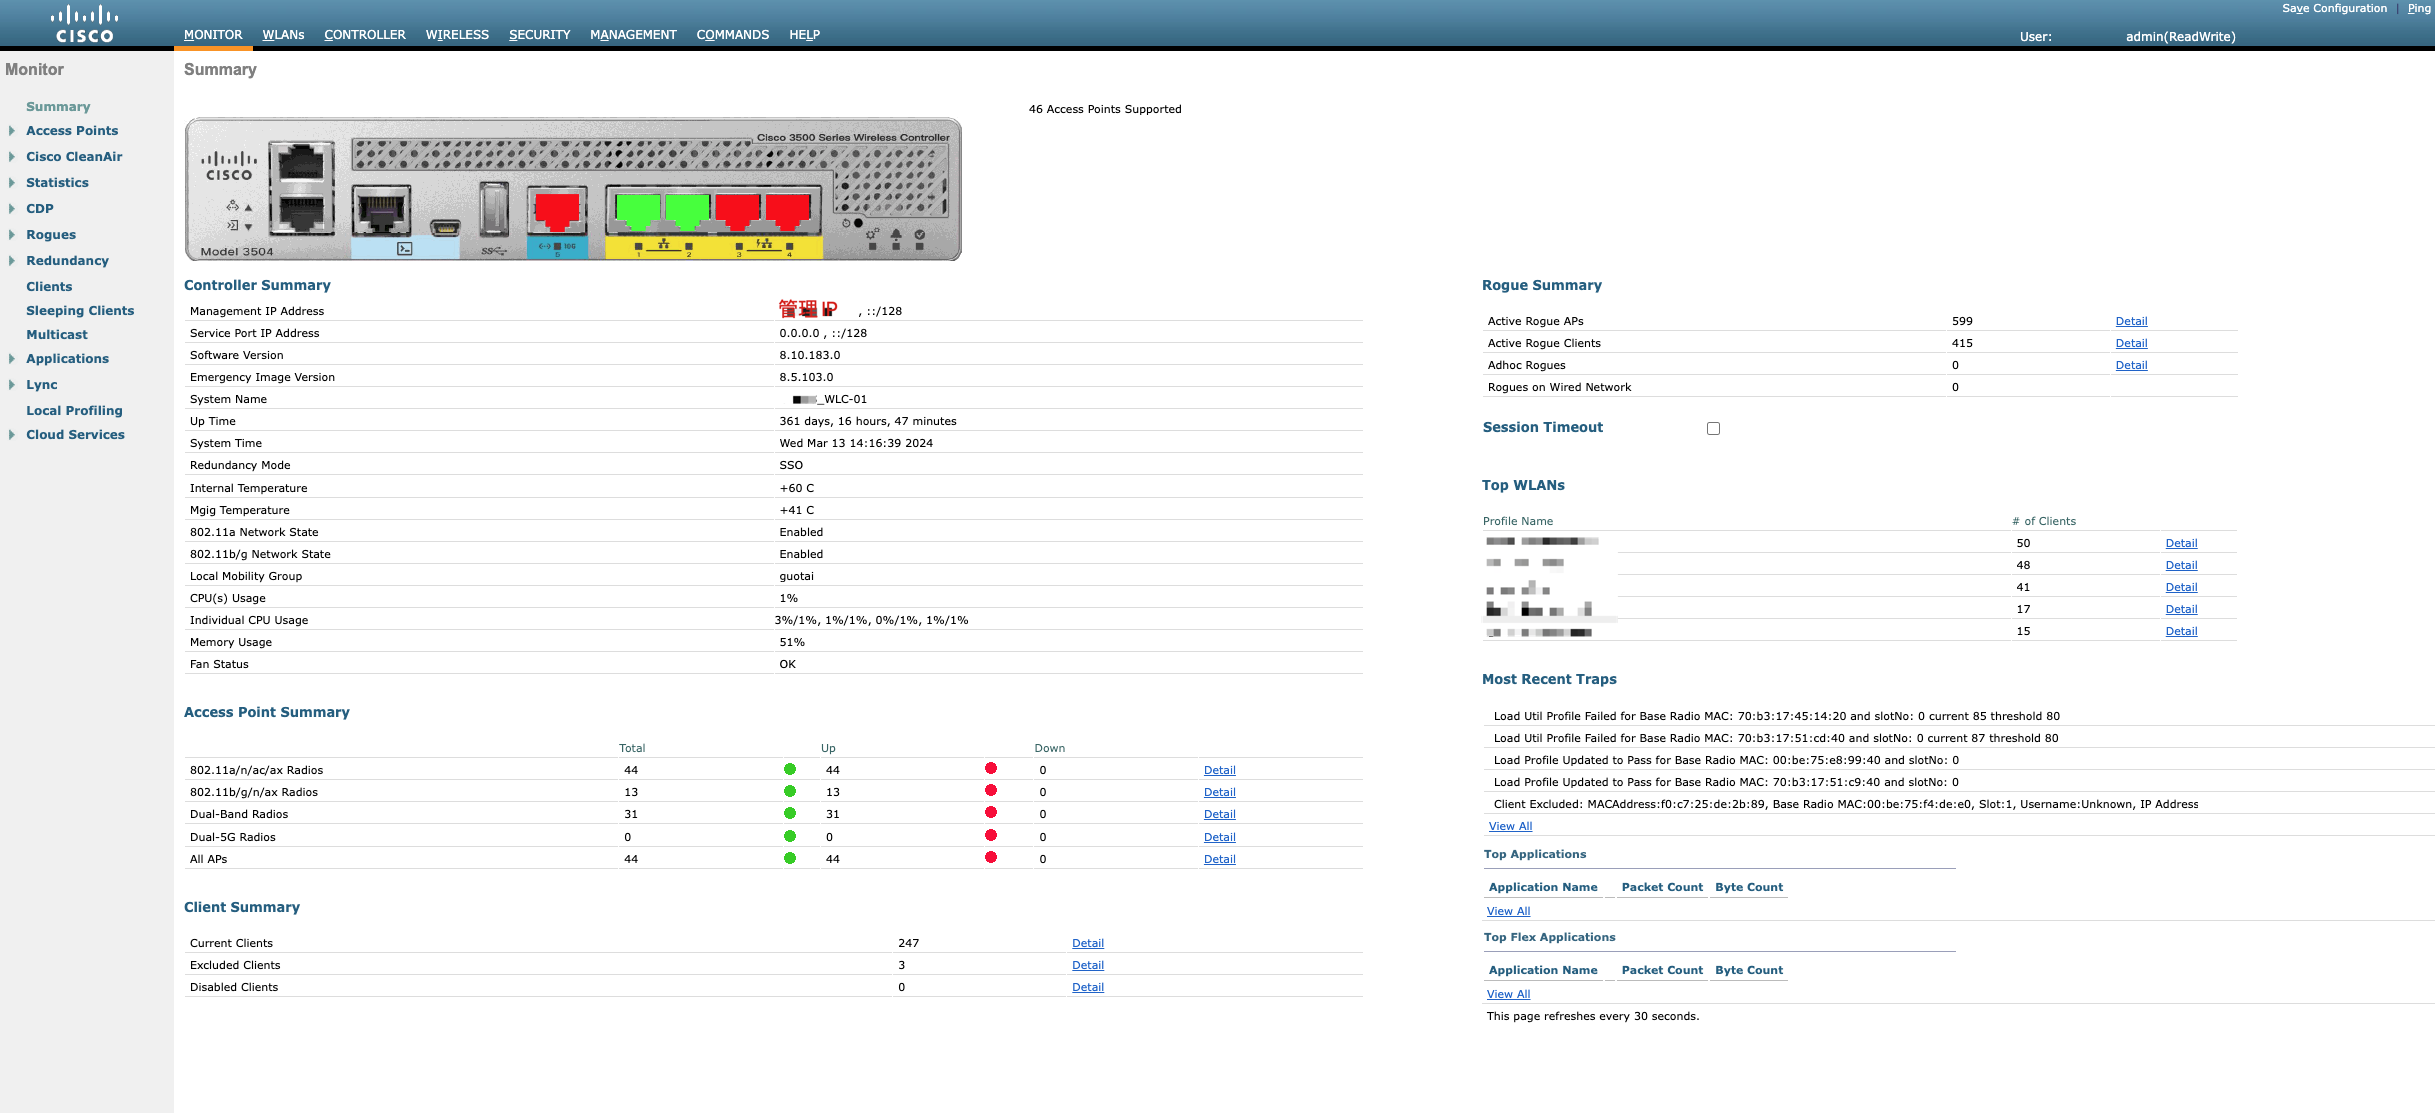 Save Configuration | Ping
CISCO
MONITOR WLANs CONTROLLER WIRELESS SECURITY MANAGEMENT COMMANDS HELP
User: admin(ReadWrite)
Monitor
Summary
Access Points
Cisco CleanAir
Statistics
CDP
Rogues
Redundancy
Clients
Sleeping Clients
Multicast
Applications
Lync
Local Profiling
Cloud Services
Summary
46 Access Points Supported
Cisco 3500 Series Wireless Controller
CISCO
Model 3504
SS
10G
5
1 2 3 4
Controller Summary
Management IP Address 管理IP , ::/128
Service Port IP Address 0.0.0.0 , ::/128
Software Version 8.10.183.0
Emergency Image Version 8.5.103.0
System Name _WLC-01
Up Time 361 days, 16 hours, 47 minutes
System Time Wed Mar 13 14:16:39 2024
Redundancy Mode SSO
Internal Temperature +60 C
Mgig Temperature +41 C
802.11a Network State Enabled
802.11b/g Network State Enabled
Local Mobility Group guotai
CPU(s) Usage 1%
Individual CPU Usage 3%/1%, 1%/1%, 0%/1%, 1%/1%
Memory Usage 51%
Fan Status OK
Access Point Summary
Total Up Down
802.11a/n/ac/ax Radios 44 44 0 Detail
802.11b/g/n/ax Radios 13 13 0 Detail
Dual-Band Radios 31 31 0 Detail
Dual-5G Radios 0 0 0 Detail
All APs 44 44 0 Detail
Client Summary
Current Clients 247 Detail
Excluded Clients 3 Detail
Disabled Clients 0 Detail
Rogue Summary
Active Rogue APs 599 Detail
Active Rogue Clients 415 Detail
Adhoc Rogues 0 Detail
Rogues on Wired Network 0
Session Timeout
Top WLANs
Profile Name # of Clients
50 Detail
48 Detail
41 Detail
17 Detail
15 Detail
Most Recent Traps
Load Util Profile Failed for Base Radio MAC: 70:b3:17:45:14:20 and slotNo: 0 current 85 threshold 80
Load Util Profile Failed for Base Radio MAC: 70:b3:17:51:cd:40 and slotNo: 0 current 87 threshold 80
Load Profile Updated to Pass for Base Radio MAC: 00:be:75:e8:99:40 and slotNo: 0
Load Profile Updated to Pass for Base Radio MAC: 70:b3:17:51:c9:40 and slotNo: 0
Client Excluded: MACAddress:f0:c7:25:de:2b:89, Base Radio MAC:00:be:75:f4:de:e0, Slot:1, Username:Unknown, IP Address
View All
Top Applications
Application Name Packet Count Byte Count
View All
Top Flex Applications
Application Name Packet Count Byte Count
View All
This page refreshes every 30 seconds.